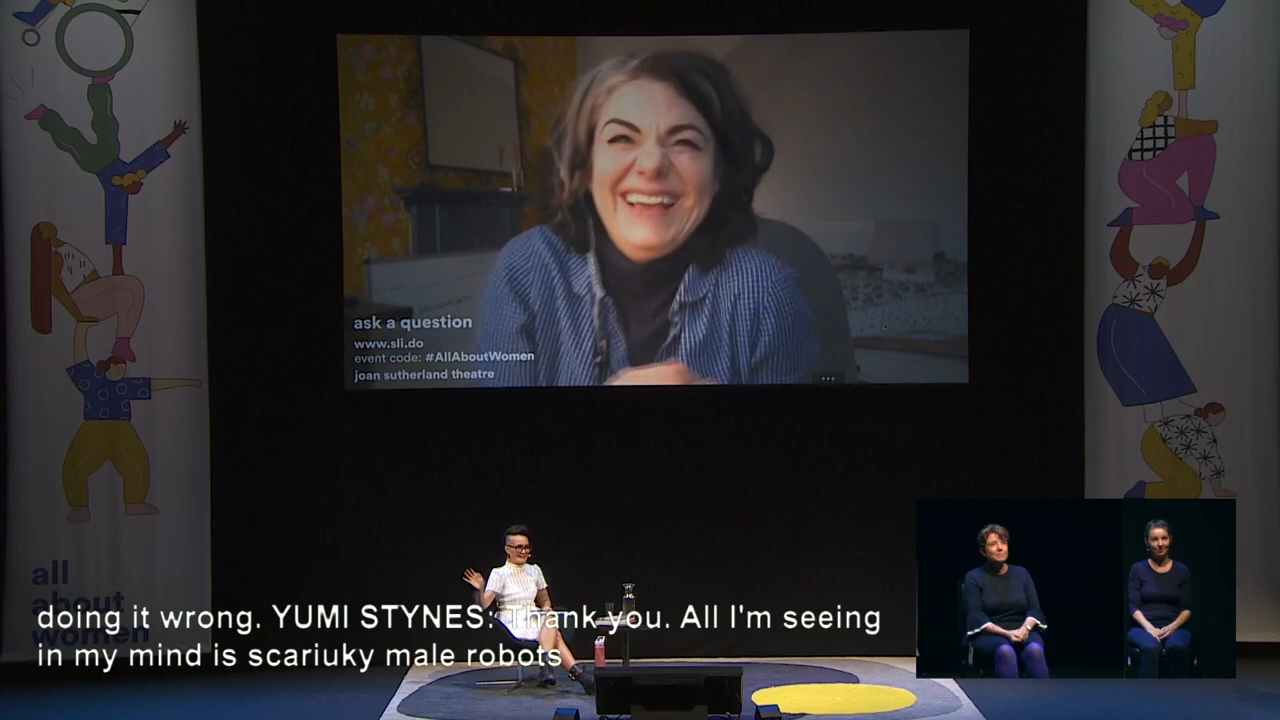 ask a question
www.sli.do
event code: #AllAboutWomen
joan sutherland theatre
all
about
women
doing it wrong. YUMI STYNES: Thank you. All I'm seeing
in my mind is scariuky male robots